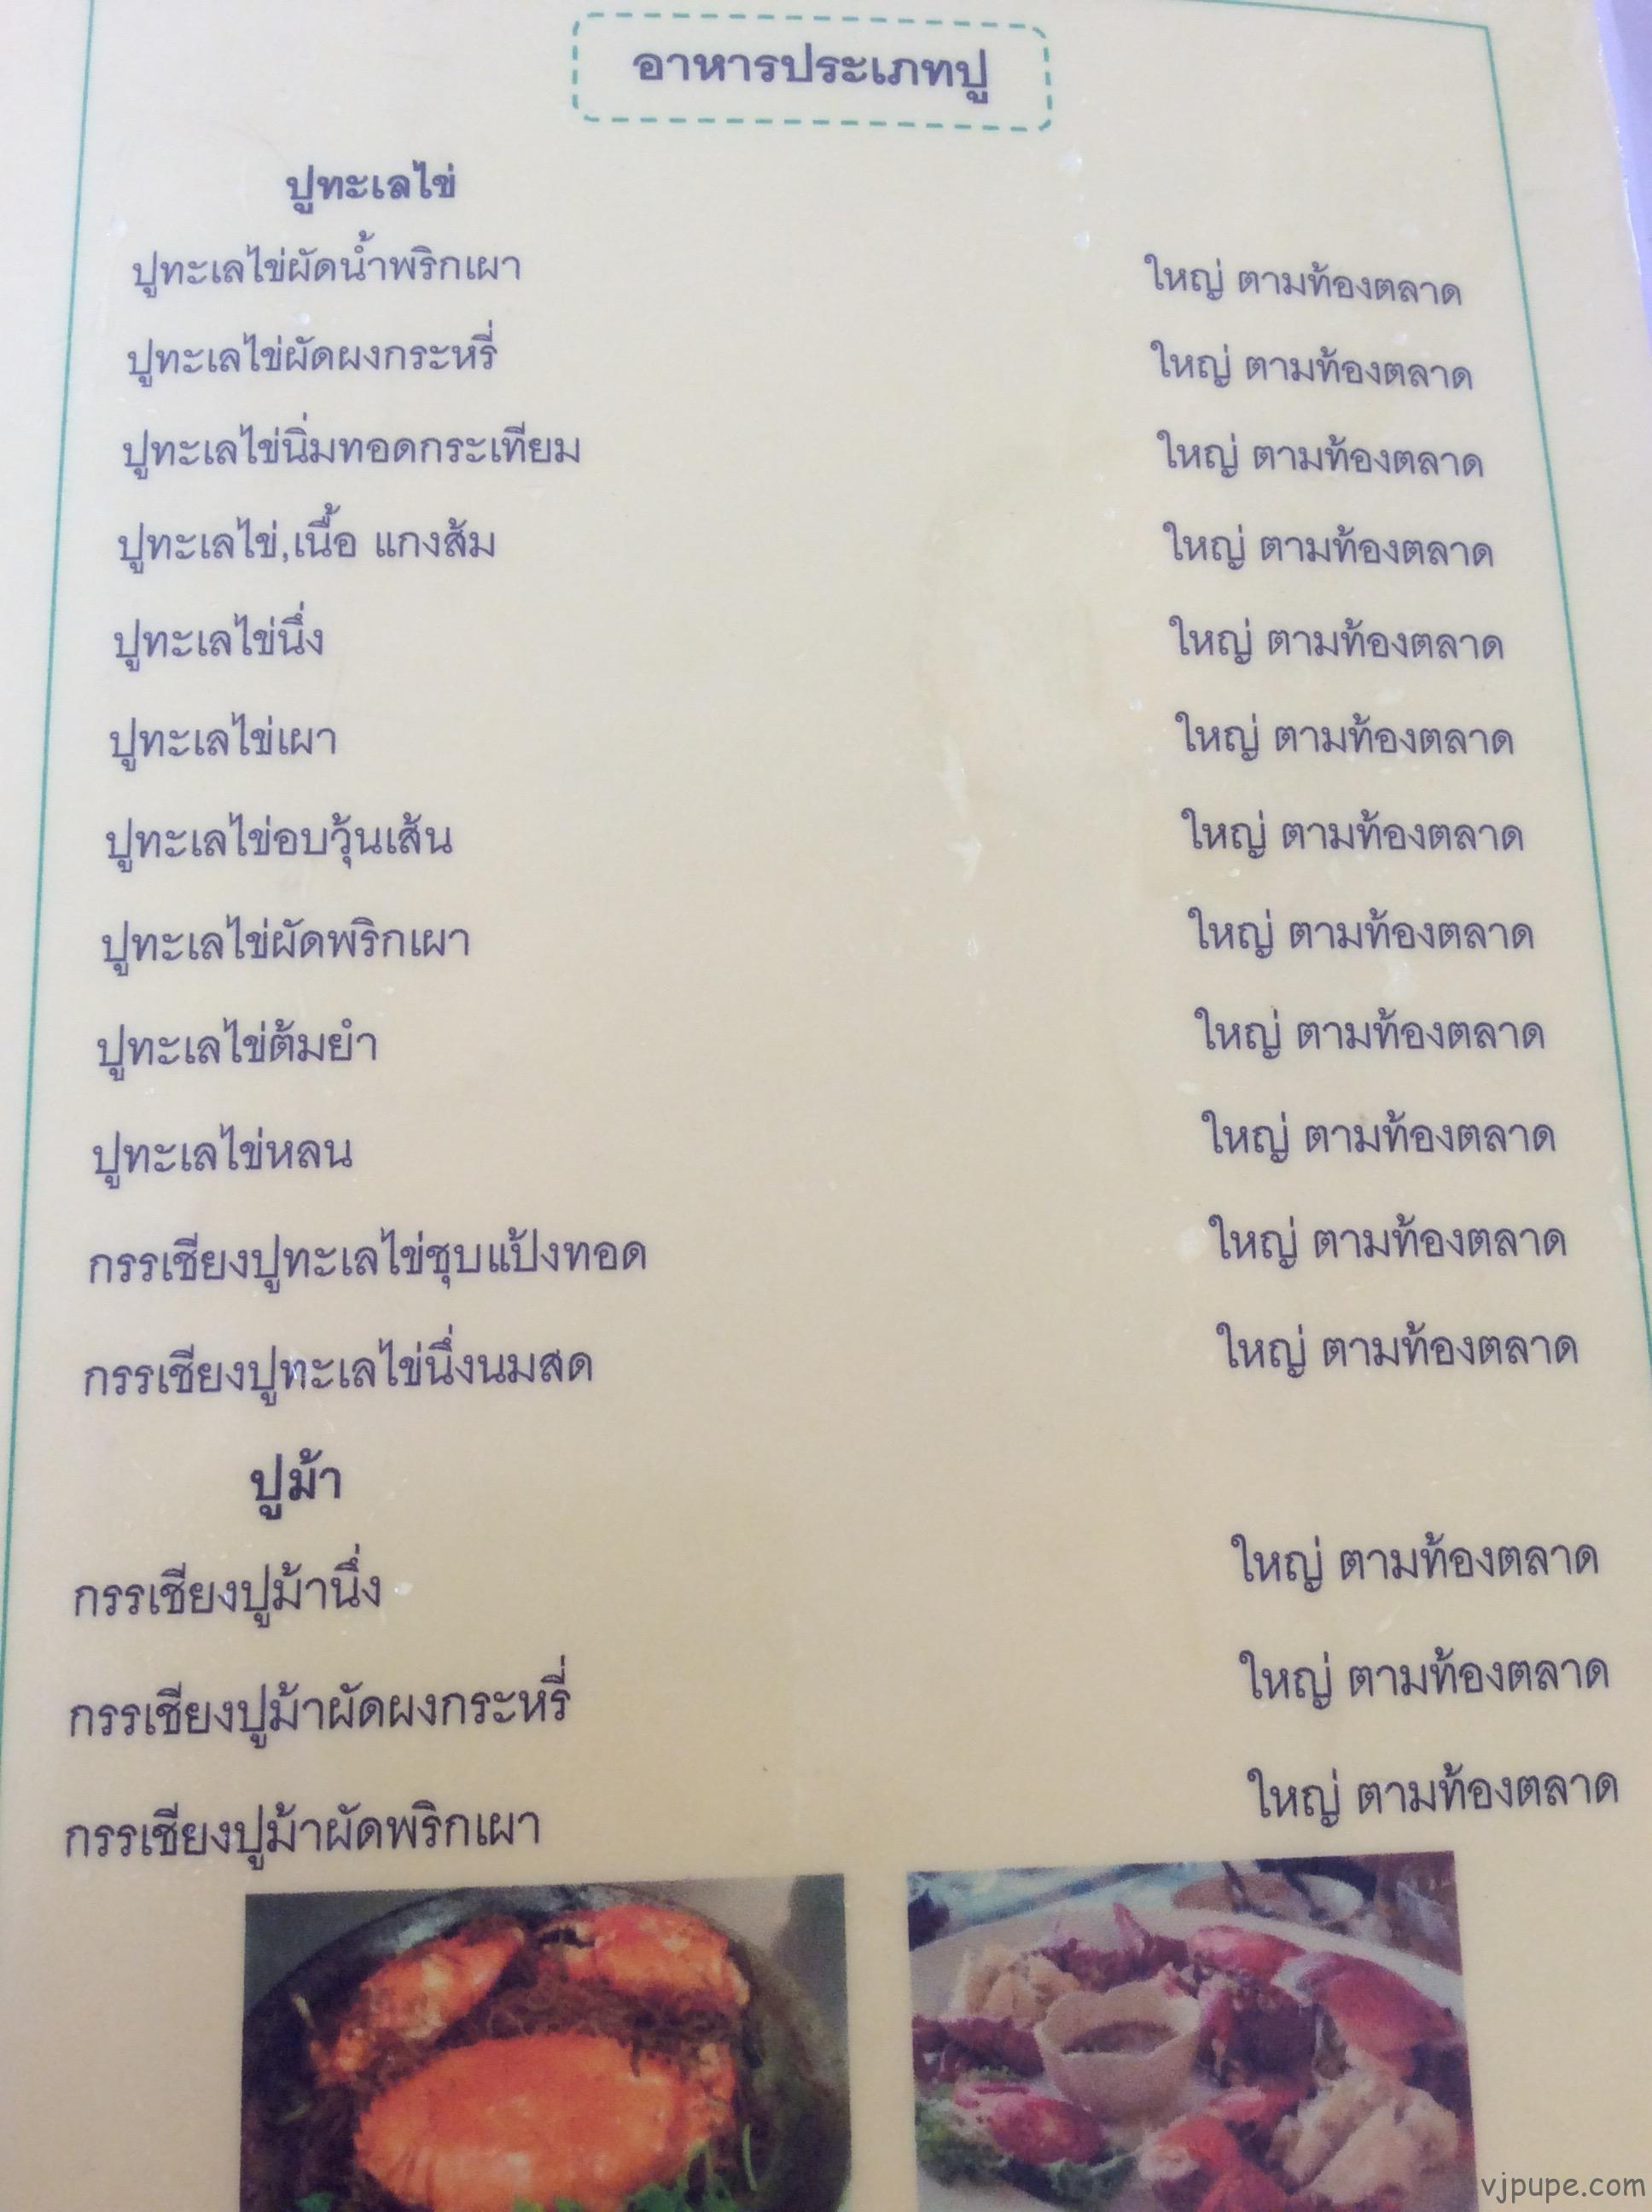 อาหารประเภทปู
ปูทะเลไข่
ปูทะเลไข่ผัดน้ำพริกเผา ใหญ่ ตามท้องตลาด
ปูทะเลไข่ผัดผงกระหรี่ ใหญ่ ตามท้องตลาด
ปูทะเลไข่นิ่มทอดกระเทียม ใหญ่ ตามท้องตลาด
ปูทะเลไข่,เนื้อ แกงส้ม ใหญ่ ตามท้องตลาด
ปูทะเลไข่นึ่ง ใหญ่ ตามท้องตลาด
ปูทะเลไข่เผา ใหญ่ ตามท้องตลาด
ปูทะเลไข่อบวุ้นเส้น ใหญ่ ตามท้องตลาด
ปูทะเลไข่ผัดพริกเผา ใหญ่ ตามท้องตลาด
ปูทะเลไข่ต้มยำ ใหญ่ ตามท้องตลาด
ปูทะเลไข่หลน ใหญ่ ตามท้องตลาด
กรรเชียงปูทะเลไข่ชุบแป้งทอด ใหญ่ ตามท้องตลาด
กรรเชียงปูทะเลไข่นึ่งนมสด ใหญ่ ตามท้องตลาด
ปูม้า
กรรเชียงปูม้านึ่ง ใหญ่ ตามท้องตลาด
กรรเชียงปูม้าผัดผงกระหรี่ ใหญ่ ตามท้องตลาด
กรรเชียงปูม้าผัดพริกเผา ใหญ่ ตามท้องตลาด
vjpupe.com